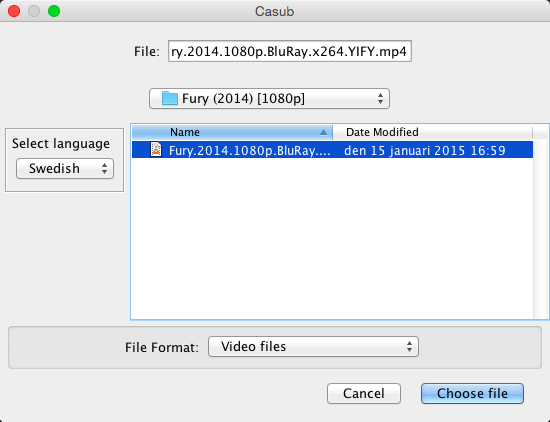 Casub
File: ry.2014.1080p.BluRay.x264.YIFY.mp4
Fury (2014) [1080p]
Select language
Swedish
Name Date Modified
Fury.2014.1080p.BluRay.... den 15 januari 2015 16:59
File Format: Video files
Cancel Choose file